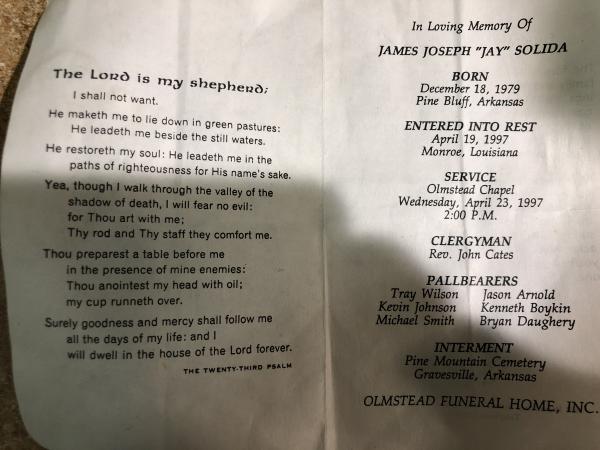 The Lord is my shepherd;
I shall not want.
He maketh me to lie down in green pastures:
He leadeth me beside the still waters.
He restoreth my soul: He leadeth me in the
paths of righteousness for His name's sake.
Yea, though I walk through the valley of the
shadow of death, I will fear no evil:
for Thou art with me;
Thy rod and Thy staff they comfort me.
Thou preparest a table before me
in the presence of mine enemies:
Thou anointest my head with oil;
my cup runneth over.
Surely goodness and mercy shall follow me
all the days of my life: and I
will dwell in the house of the Lord forever.
THE TWENTY-THIRD PSALM
In Loving Memory Of
JAMES JOSEPH "JAY" SOLIDA
BORN
December 18, 1979
Pine Bluff, Arkansas
ENTERED INTO REST
April 19, 1997
Monroe, Louisiana
SERVICE
Olmstead Chapel
Wednesday, April 23, 1997
2:00 P.M.
CLERGYMAN
Rev. John Cates
PALLBEARERS
Tray Wilson Jason Arnold
Kevin Johnson Kenneth Boykin
Michael Smith Bryan Daughery
INTERMENT
Pine Mountain Cemetery
Gravesville, Arkansas
OLMSTEAD FUNERAL HOME, INC.